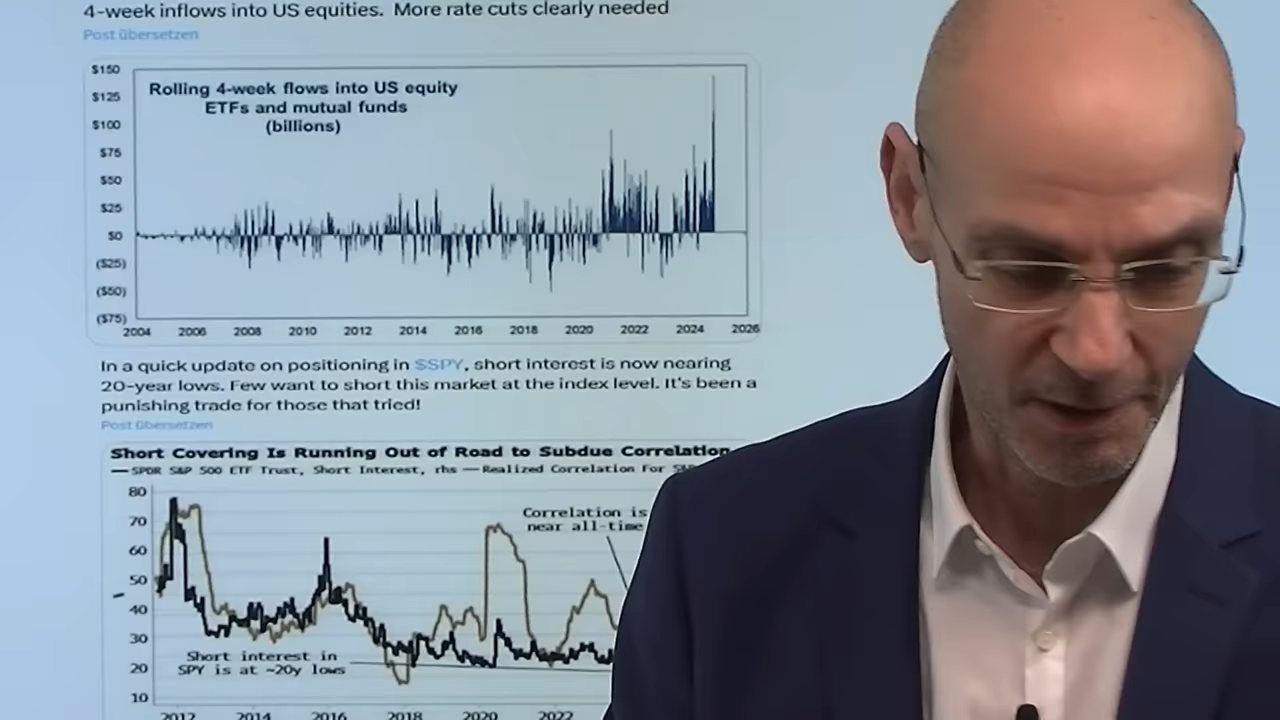 4-week inflows into US equities. More rate cuts clearly needed
Post übersetzen
$150
$125
$100
$75
$50
$25
$0
($25)
($50)
($75)
Rolling 4-week flows into US equity
ETFs and mutual funds
(billions)
2004 2006 2008 2010 2012 2014 2016 2018 2020 2022 2024 2026
In a quick update on positioning in $SPY, short interest is now nearing
20-year lows. Few want to short this market at the index level. It's been a
punishing trade for those that tried!
Post übersetzen
Short Covering Is Running Out of Road to Subdue Correlation
SPDR S&P 500 ETF Trust, Short Interest, rhs Realized Correlation For
80
70
60
50
40
30
20
10
Correlation is
near all-time
Short interest in
SPY is at ~20y lows
2012 2014 2016 2018 2020 2022